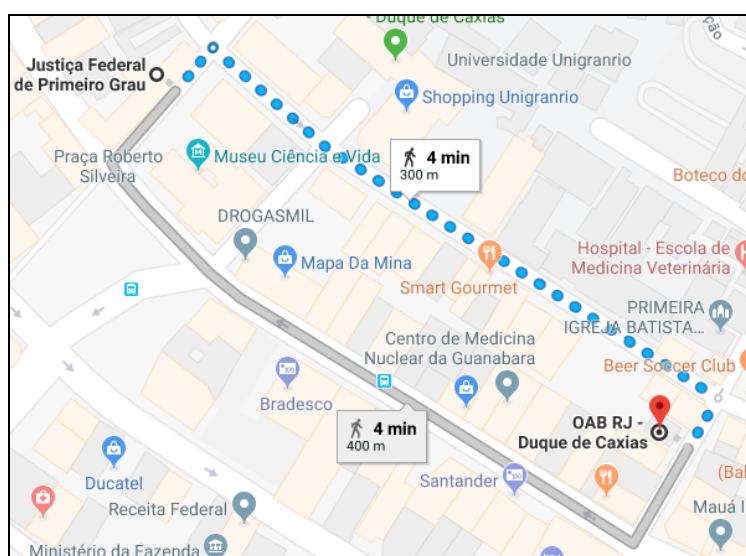 - Duque de Caxias
Justiça Federal
de Primeiro Grau
Universidade Unigranrio
Shopping Unigranrio
ção
Praça Roberto
Silveira
Museu Ciência e Vida
4 min
300 m
Boteco do
DROGASMIL
Mapa Da Mina
Smart Gourmet
Hospital - Escola de
Medicina Veterinária
PRIMEIRA
IGREJA BATISTA...
Centro de Medicina
Nuclear da Guanabara
Beer Soccer Club
Bradesco
4 min
400 m
OAB RJ -
Duque de Caxias
Ducatel
Santander
(Bal
Receita Federal
Mauá I
Ministério da Fazenda